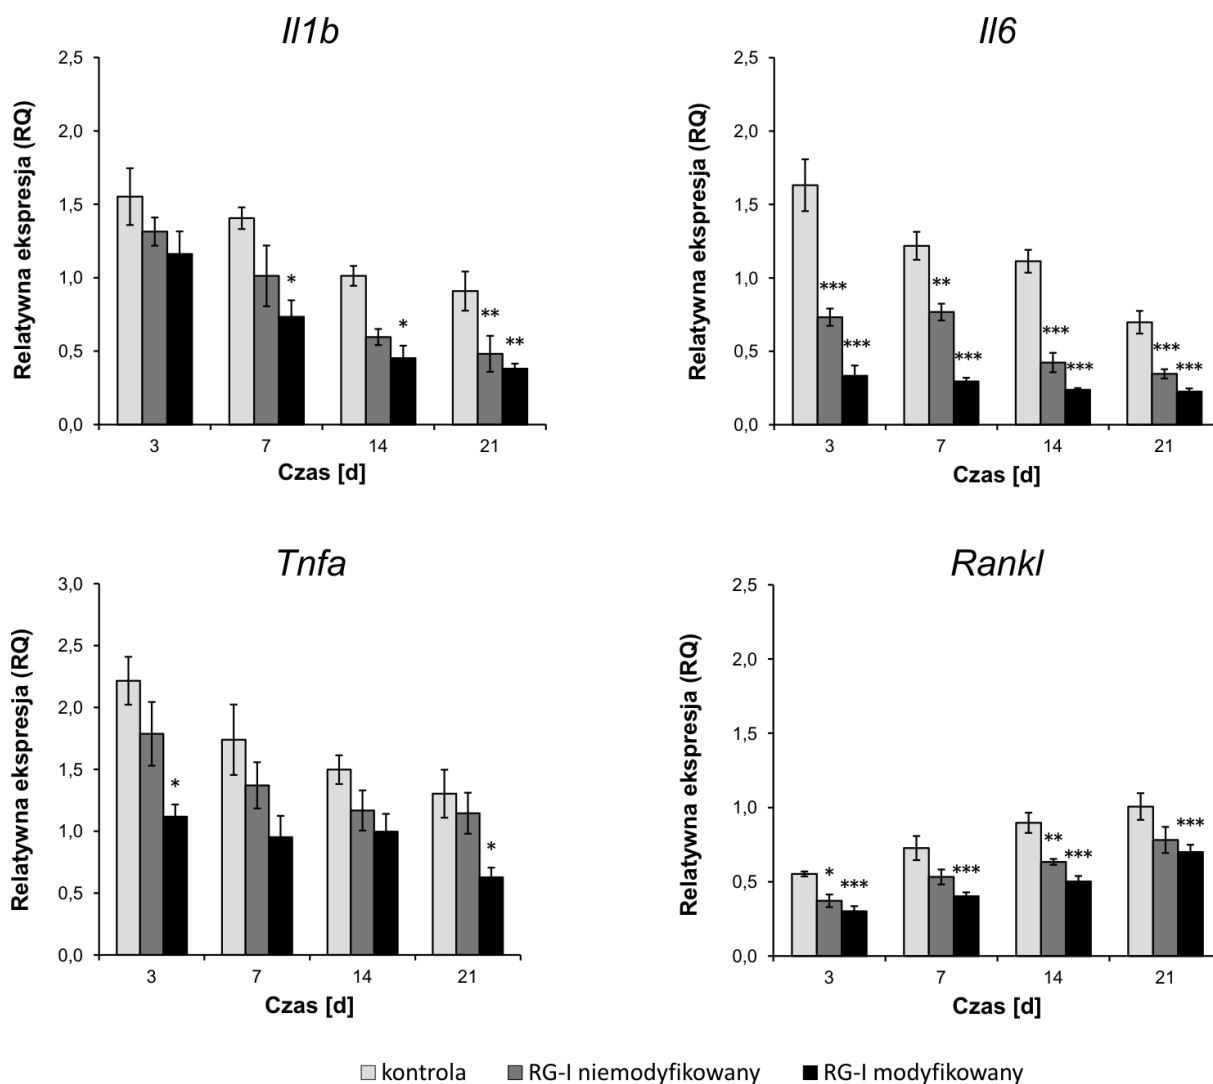 Il1b
Relatywna ekspresja (RQ)
2,5
2,0
1,5
1,0
0,5
0,0
*
*
**
**
3 7 14 21
Czas [d]
Il6
Relatywna ekspresja (RQ)
2,5
2,0
1,5
1,0
0,5
0,0
***
***
**
***
***
***
***
***
3 7 14 21
Czas [d]
Tnfa
Relatywna ekspresja (RQ)
3,0
2,5
2,0
1,5
1,0
0,5
0,0
*
*
3 7 14 21
Czas [d]
Rankl
Relatywna ekspresja (RQ)
2,5
2,0
1,5
1,0
0,5
0,0
*
***
***
**
***
***
3 7 14 21
Czas [d]
kontrola RG-I niemodyfikowany RG-I modyfikowany